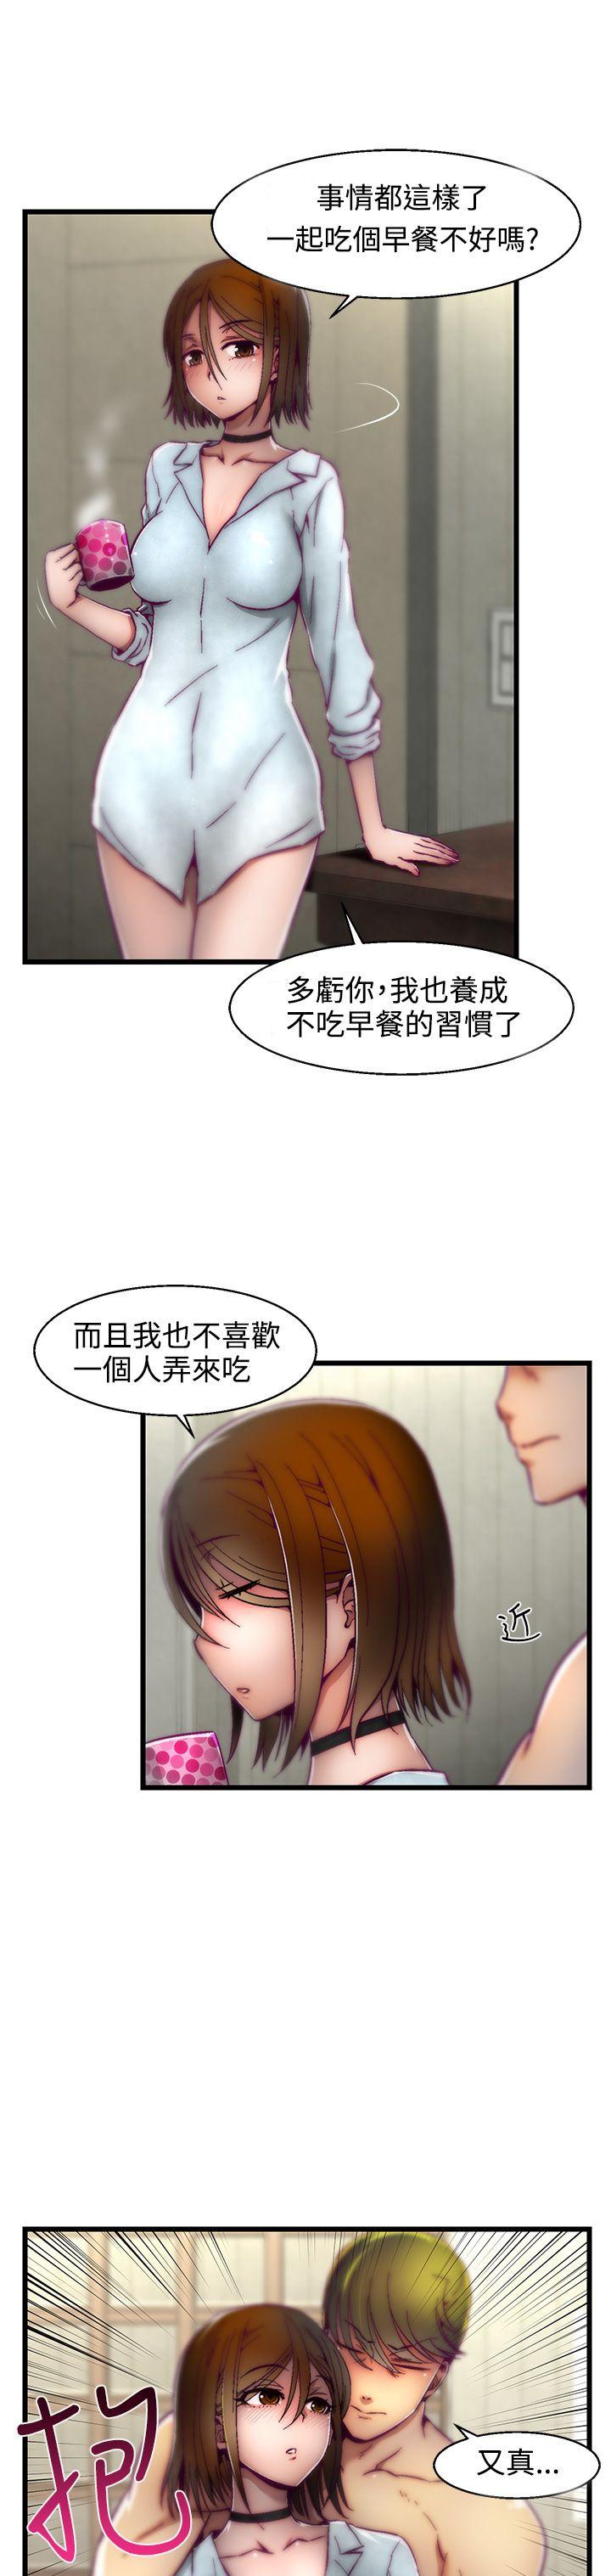 事情都這樣了
一起吃個早餐不好嗎?
多虧你,我也養成
不吃早餐的習慣了
而且我也不喜歡
一個人弄來吃
近
抱
又真...